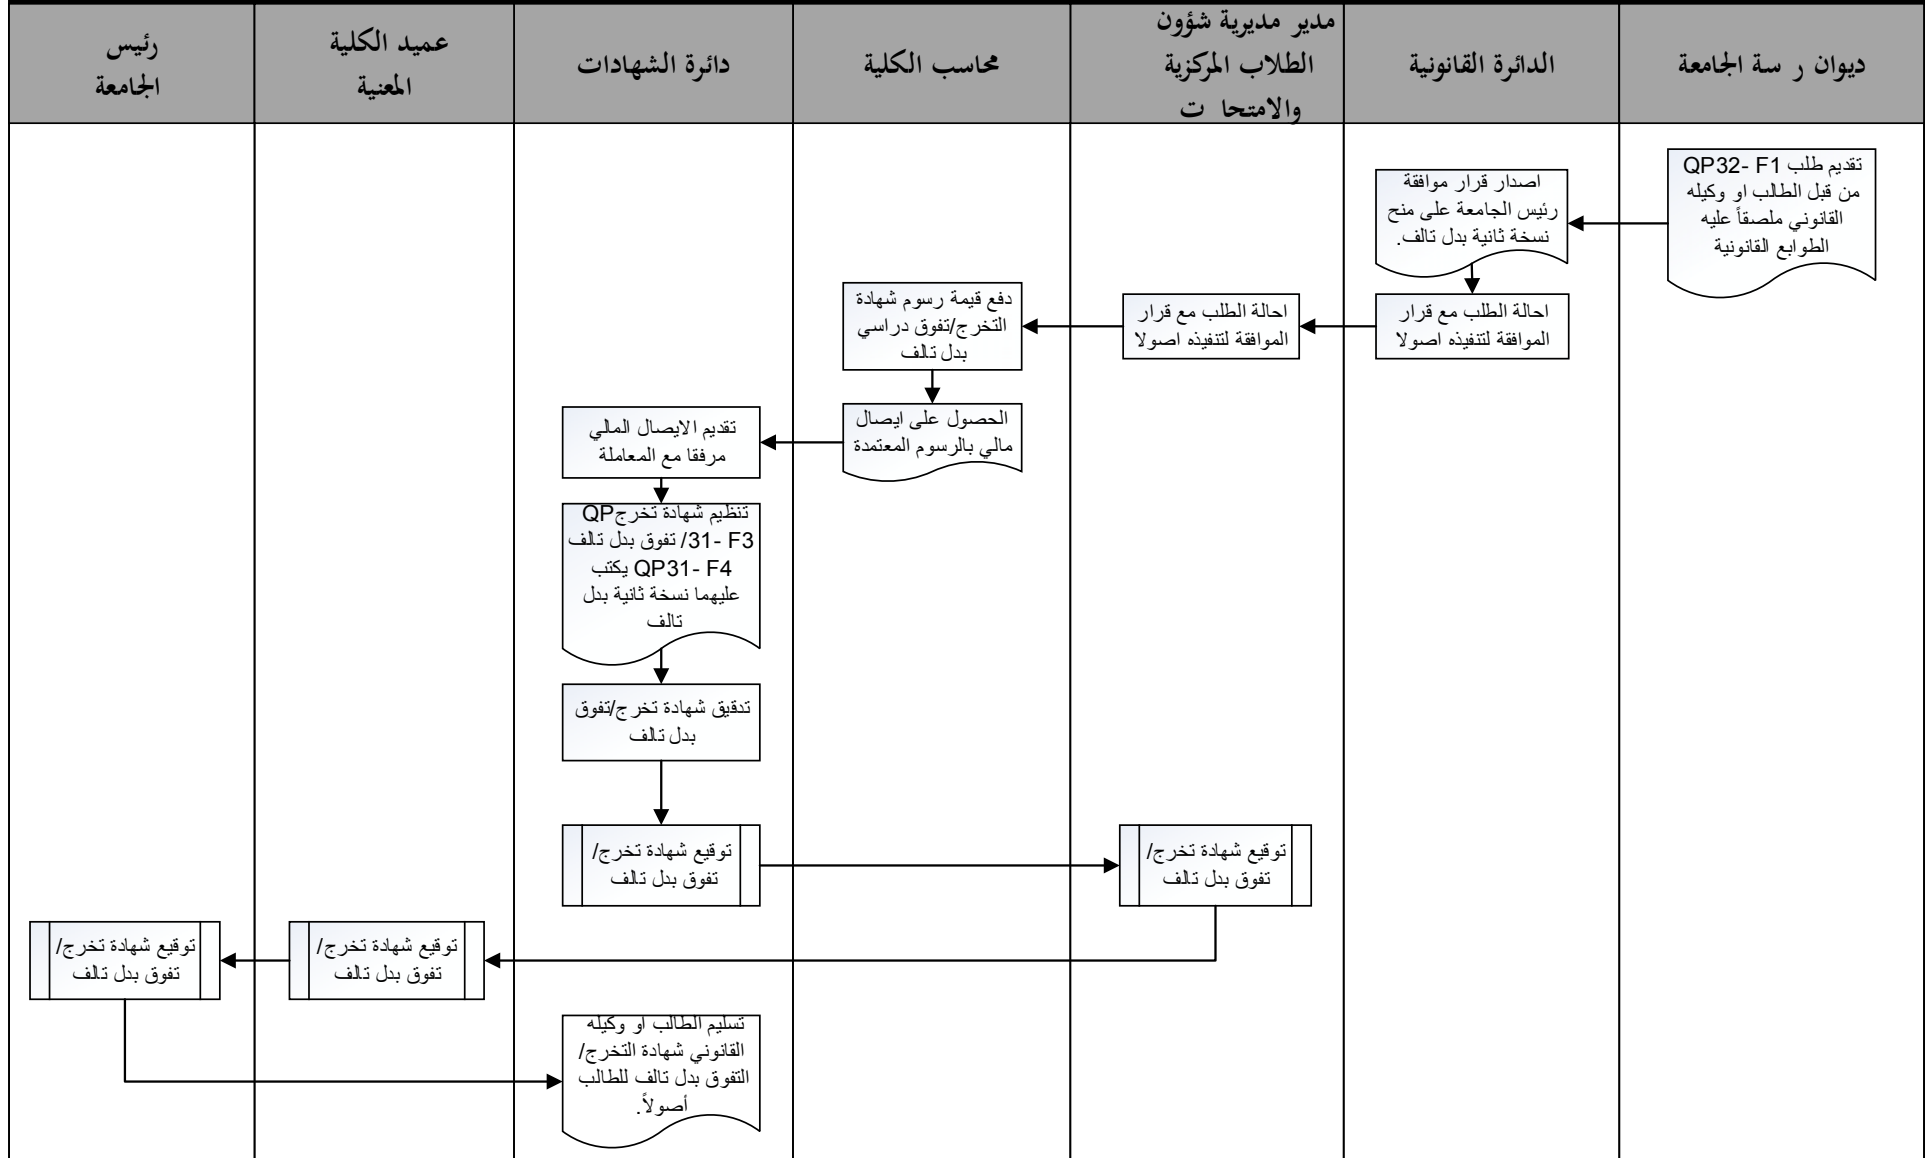 ديوان ر سة الجامعة
الدائرة القانونية
مدير مديرية شؤون
الطلاب المركزية
والامتحا ت
محاسب الكلية
دائرة الشهادات
عميد الكلية
المعنية
رئيس
الجامعة
تقديم طلب QP32- F1
من قبل الطالب او وكيله
القانوني ملصقاً عليه
الطوابع القانونية
اصدار قرار موافقة
رئيس الجامعة على منح
نسخة ثانية بدل تالف.
احالة الطلب مع قرار
الموافقة لتنفيذه اصولا
احالة الطلب مع قرار
الموافقة لتنفيذه اصولا
دفع قيمة رسوم شهادة
التخرج/تفوق دراسي
بدل تالف
الحصول على ايصال
مالي بالرسوم المعتمدة
تقديم الايصال المالي
مرفقا مع المعاملة
تنظيم شهادة تخرجQP
31- F3/ تفوق بدل تالف
QP31- F4 يكتب
عليهما نسخة ثانية بدل
تالف
تدقيق شهادة تخرج/تفوق
بدل تالف
توقيع شهادة تخرج/
تفوق بدل تالف
توقيع شهادة تخرج/
تفوق بدل تالف
توقيع شهادة تخرج/
تفوق بدل تالف
توقيع شهادة تخرج/
تفوق بدل تالف
تسليم الطالب او وكيله
القانوني شهادة التخرج/
التفوق بدل تالف للطالب
أصولاً.